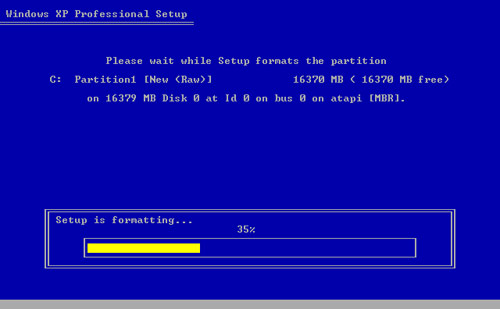 Windows XP Professional Setup
Please wait while Setup formats the partition
C: Partition1 [New (Raw)] 16370 MB ( 16370 MB free)
on 16379 MB Disk 0 at Id 0 on bus 0 on atapi [MBR].
Setup is formatting...
35%